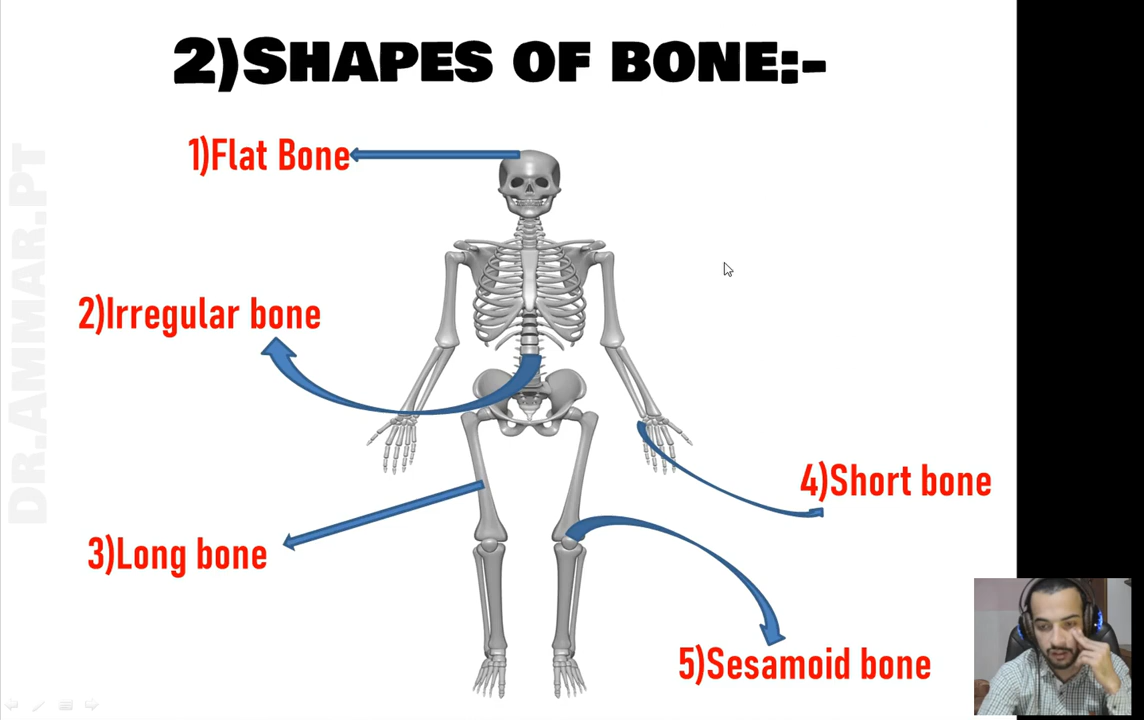 2)SHAPES OF BONE:-
1)Flat Bone
2)Irregular bone
3)Long bone
4)Short bone
5)Sesamoid bone
DR.AMMAR.PT